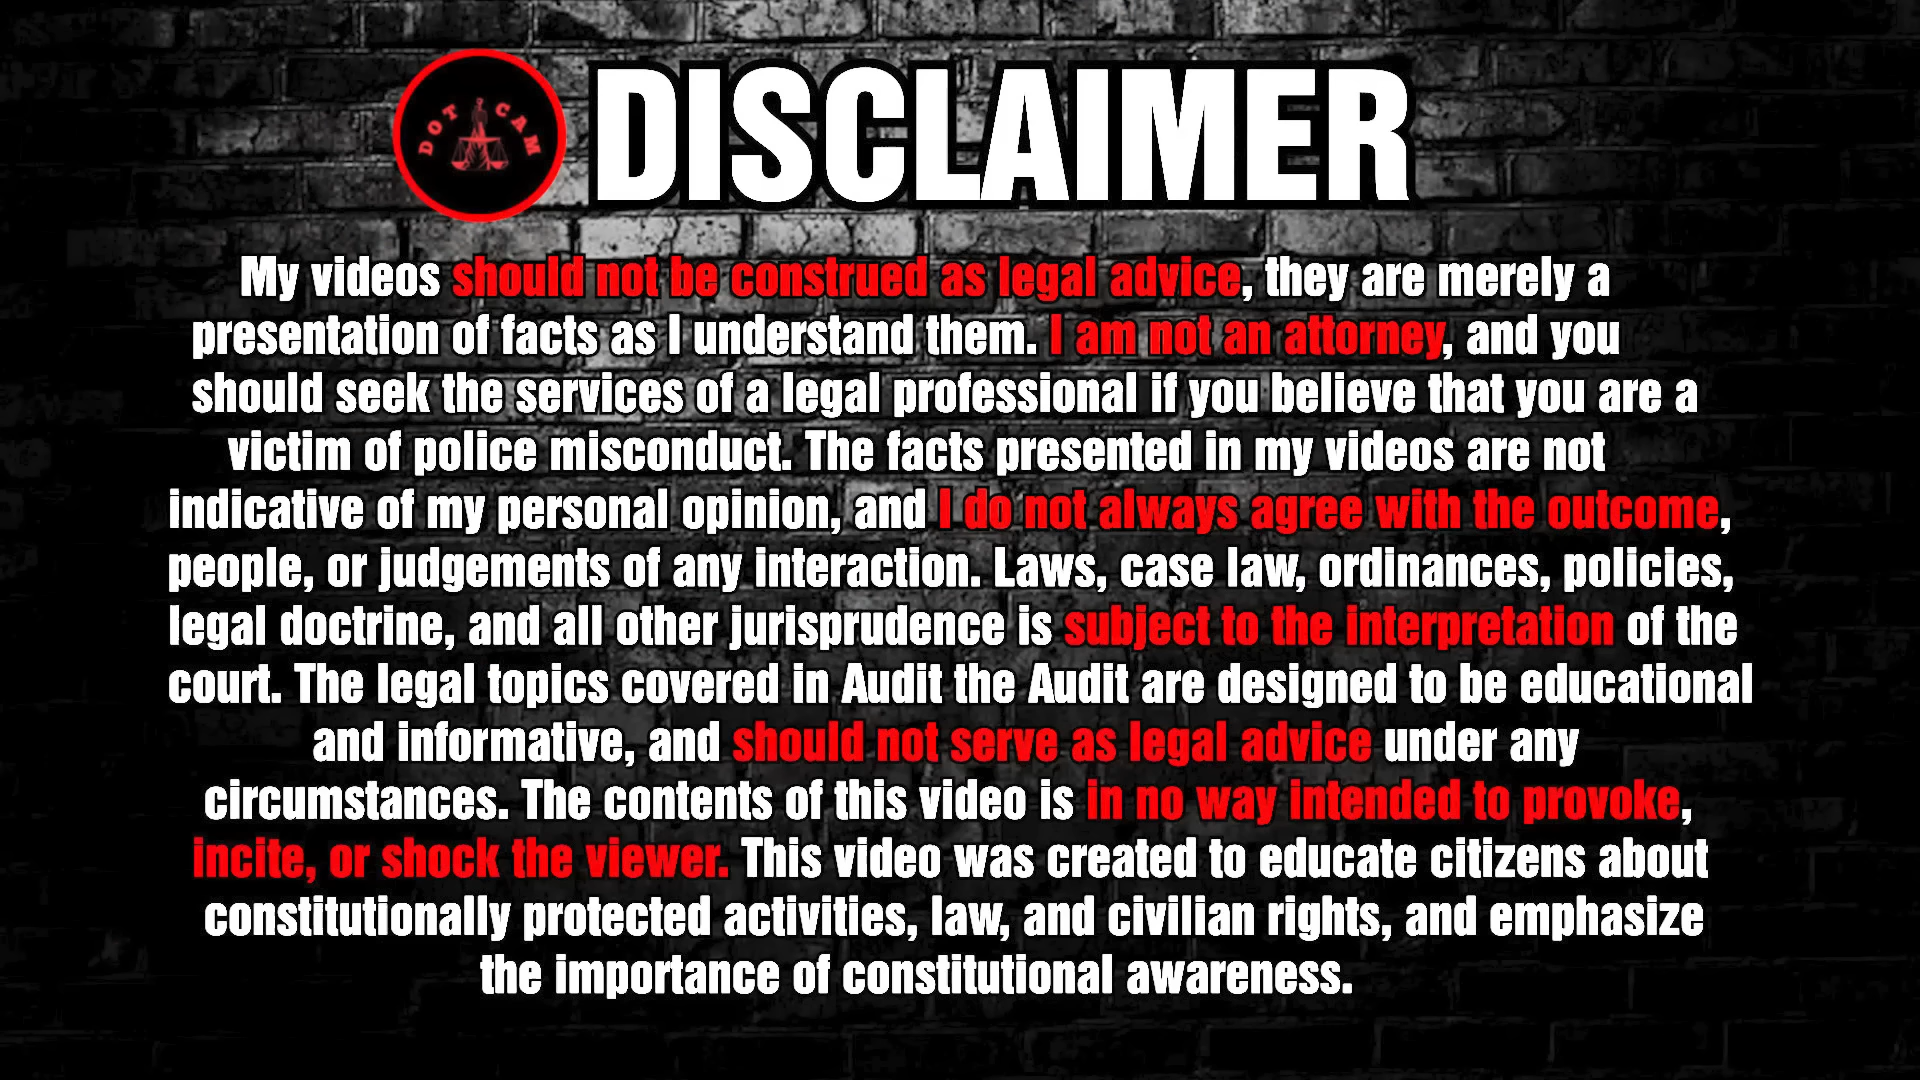 DOT CAM
DISCLAIMER
My videos should not be construed as legal advice, they are merely a
presentation of facts as I understand them. I am not an attorney, and you
should seek the services of a legal professional if you believe that you are a
victim of police misconduct. The facts presented in my videos are not
indicative of my personal opinion, and I do not always agree with the outcome,
people, or judgements of any interaction. Laws, case law, ordinances, policies,
legal doctrine, and all other jurisprudence is subject to the interpretation of the
court. The legal topics covered in Audit the Audit are designed to be educational
and informative, and should not serve as legal advice under any
circumstances. The contents of this video is in no way intended to provoke,
incite, or shock the viewer. This video was created to educate citizens about
constitutionally protected activities, law, and civilian rights, and emphasize
the importance of constitutional awareness.